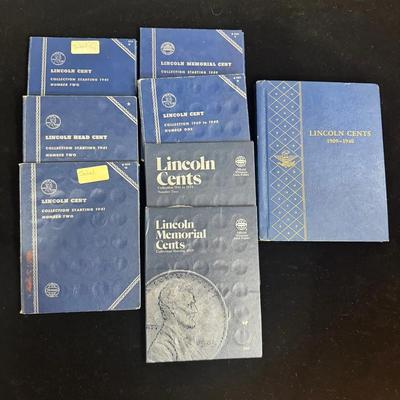 LINCOLN CENT
COLLECTION STARTING 1941
NUMBER TWO
LINCOLN HEAD CENT
COLLECTION STARTING 1941
NUMBER TWO
LINCOLN CENT
COLLECTION STARTING 1941
NUMBER TWO
LINCOLN MEMORIAL CENT
COLLECTION STARTING 1959
LINCOLN CENT
COLLECTION 1909 to 1940
NUMBER ONE
Lincoln
Cents
Number Two
Lincoln
Memorial
Cents
LINCOLN CENTS
1909-1940